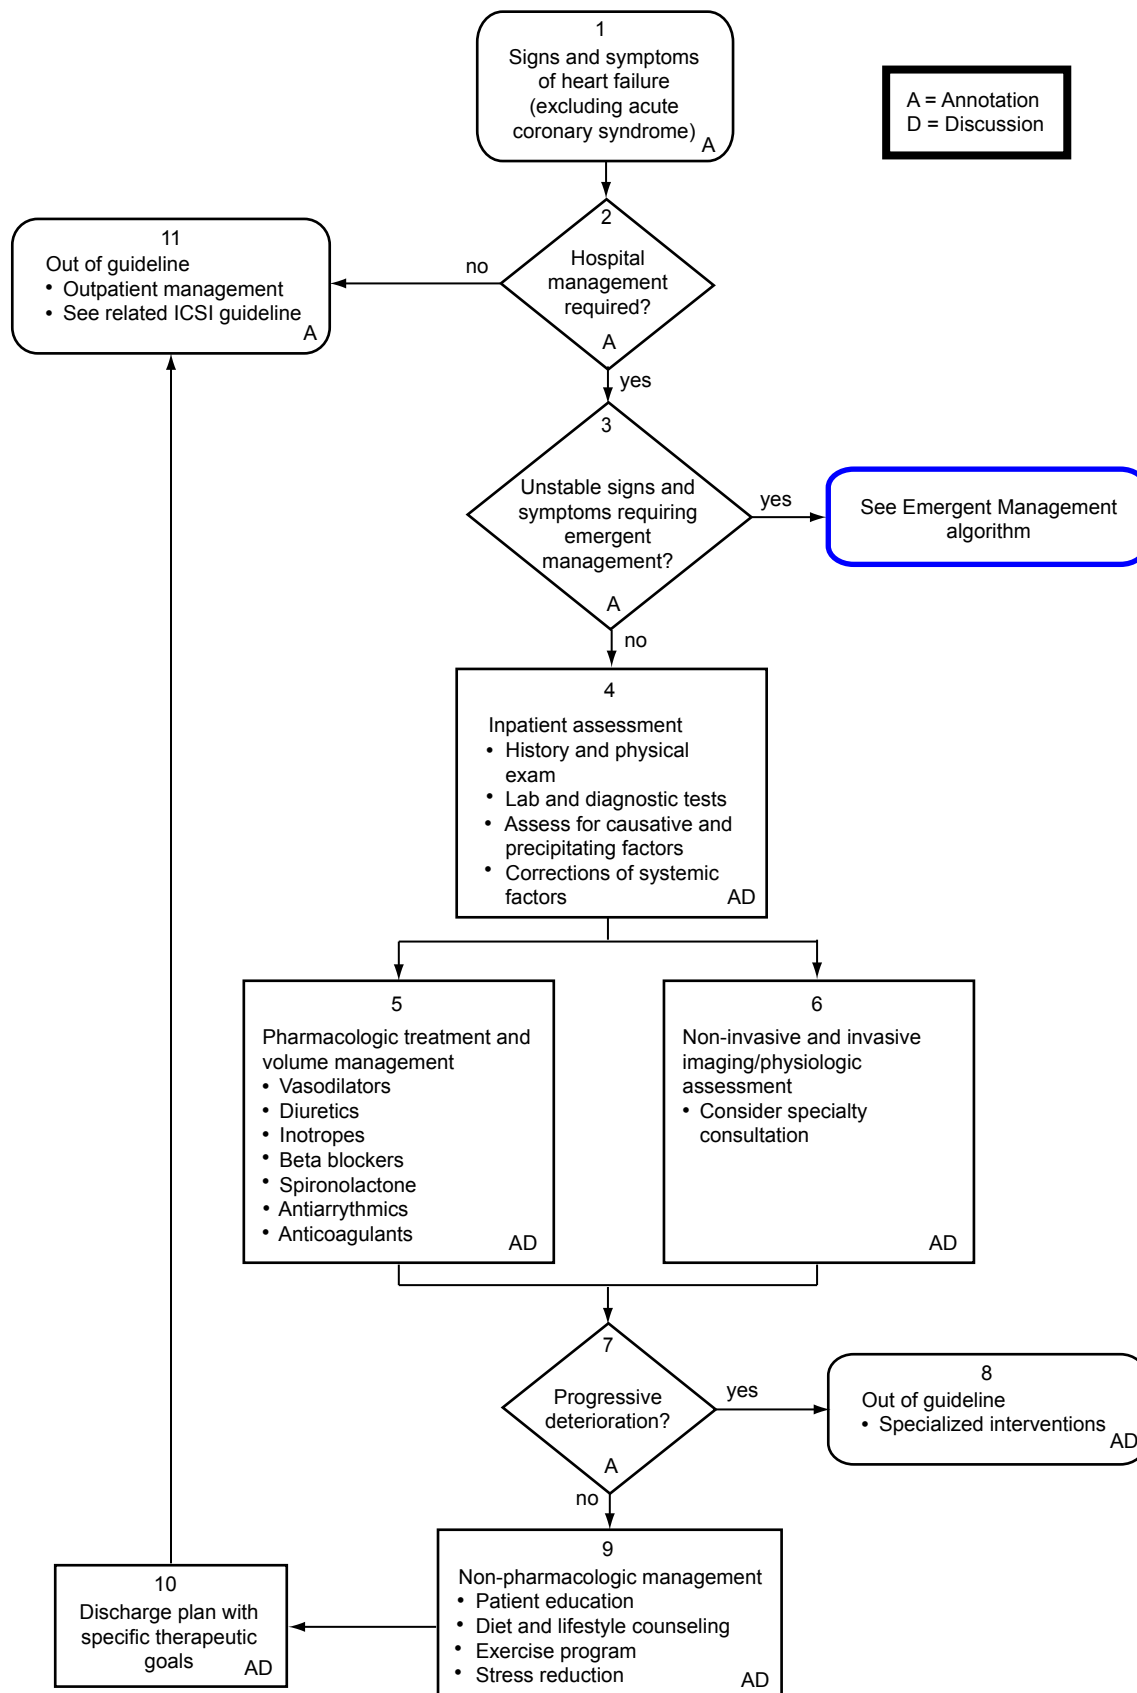 1
Signs and symptoms
of heart failure
(excluding acute
coronary syndrome)
A
A = Annotation
D = Discussion
2
Hospital
management
required?
A
no
yes
11
Out of guideline
• Outpatient management
• See related ICSI guideline
A
3
Unstable signs and
symptoms requiring
emergent
management?
A
yes
no
See Emergent Management
algorithm
4
Inpatient assessment
• History and physical
exam
• Lab and diagnostic tests
• Assess for causative and
precipitating factors
• Corrections of systemic
factors
AD
5
Pharmacologic treatment and
volume management
• Vasodilators
• Diuretics
• Inotropes
• Beta blockers
• Spironolactone
• Antiarrythmics
• Anticoagulants
AD
6
Non-invasive and invasive
imaging/physiologic
assessment
• Consider specialty
consultation
AD
7
Progressive
deterioration?
A
yes
no
8
Out of guideline
• Specialized interventions
AD
9
Non-pharmacologic management
• Patient education
• Diet and lifestyle counseling
• Exercise program
• Stress reduction
AD
10
Discharge plan with
specific therapeutic
goals
AD